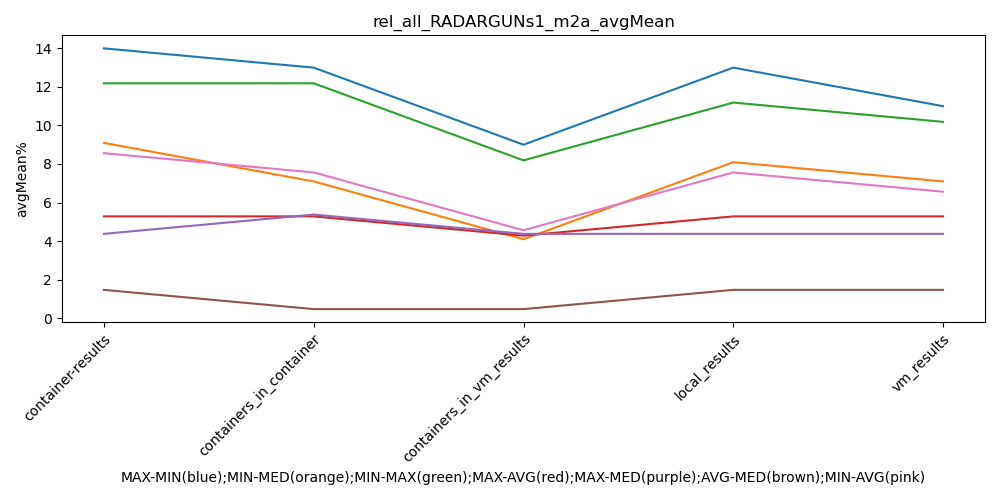 rel_all_RADARGUNs1_m2a_avgMean
avgMean%
14
12
10
8
6
4
2
0
container-results
containers_in_container
containers_in_vm_results
local_results
vm_results
MAX-MIN(blue);MIN-MED(orange);MIN-MAX(green);MAX-AVG(red);MAX-MED(purple);AVG-MED(brown);MIN-AVG(pink)